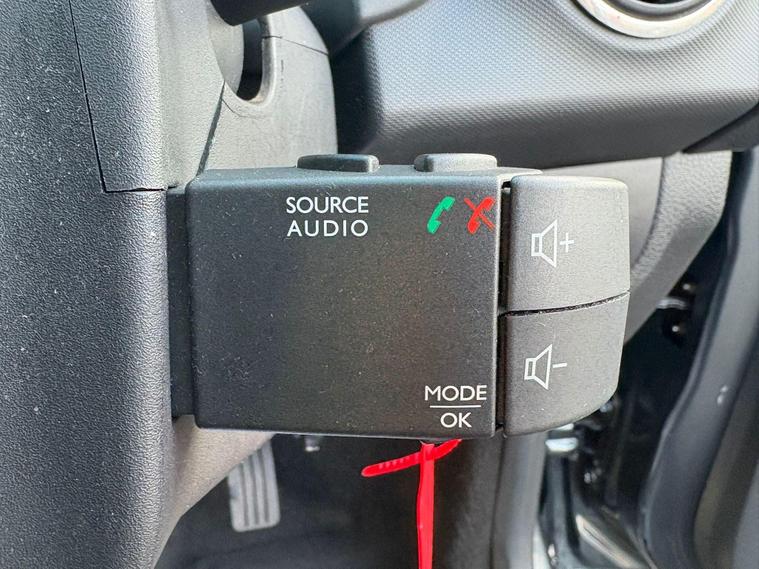 SOURCE
AUDIO
+
-
MODE
OK